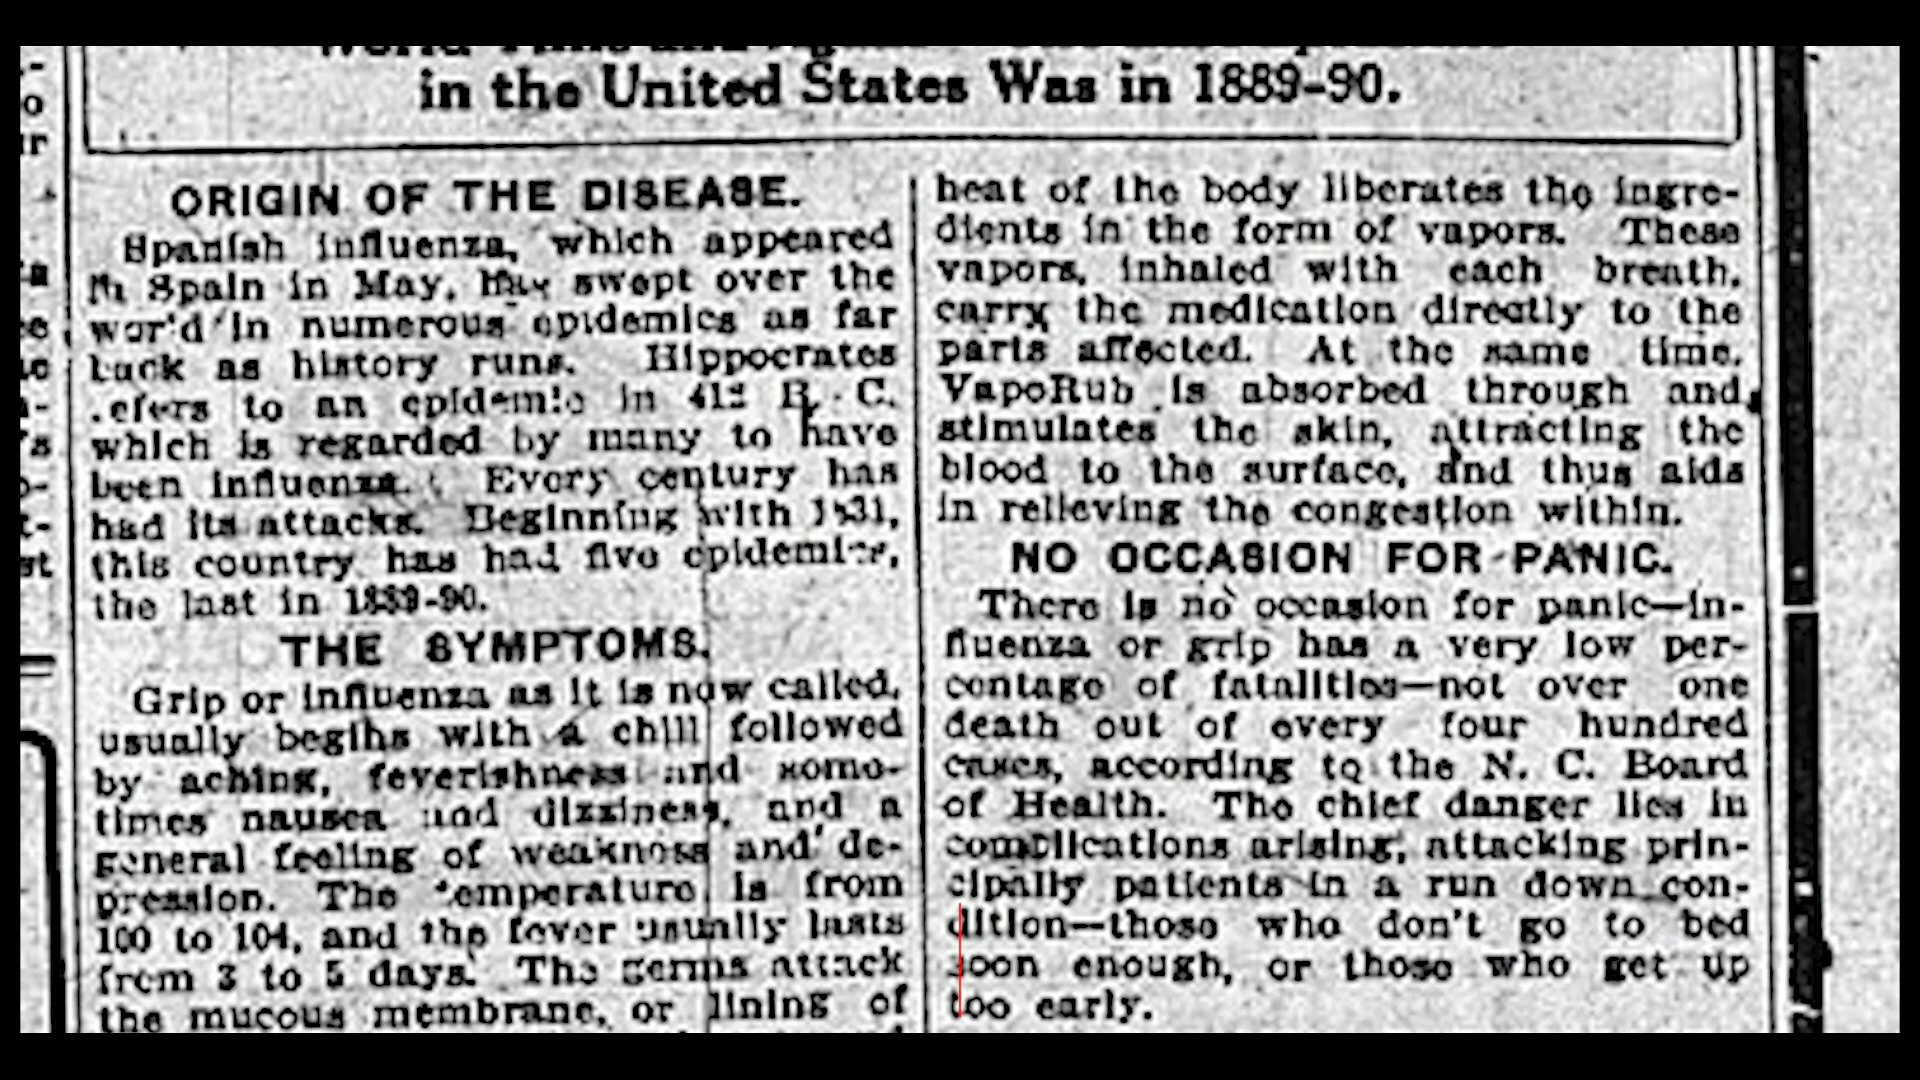 in the United States Was in 1889-90.
ORIGIN OF THE DISEASE.
Spanish influenza, which appeared
in Spain in May, has swept over the
wor'd in numerous epidemics as far
back as history runs. Hippocrates
refers to an epidemic in 412 B. C.
which is regarded by many to have
been influenza. Every century has
had its attacks. Beginning with 1831,
this country has had five epidemics,
the last in 1889-90.
THE SYMPTOMS.
Grip or influenza as it is now called,
usually begins with a chill followed
by aching, feverishness and some-
times nausea and dizziness, and a
general feeling of weakness and de-
pression. The temperature is from
100 to 104, and the fever usually lasts
from 3 to 5 days. The germs attack
the mucous membrane, or lining of
heat of the body liberates the ingre-
dients in the form of vapors. These
vapors, inhaled with each breath,
carry the medication directly to the
parts affected. At the same time,
VapoRub is absorbed through and
stimulates the skin, attracting the
blood to the surface, and thus aids
in relieving the congestion within.
NO OCCASION FOR PANIC.
There is no occasion for panic—in-
fluenza or grip has a very low per-
centage of fatalities—not over one
death out of every four hundred
cases, according to the N. C. Board
of Health. The chief danger lies in
complications arising, attacking prin-
cipally patients in a run down con-
dition—those who don't go to bed
soon enough, or those who get up
too early.